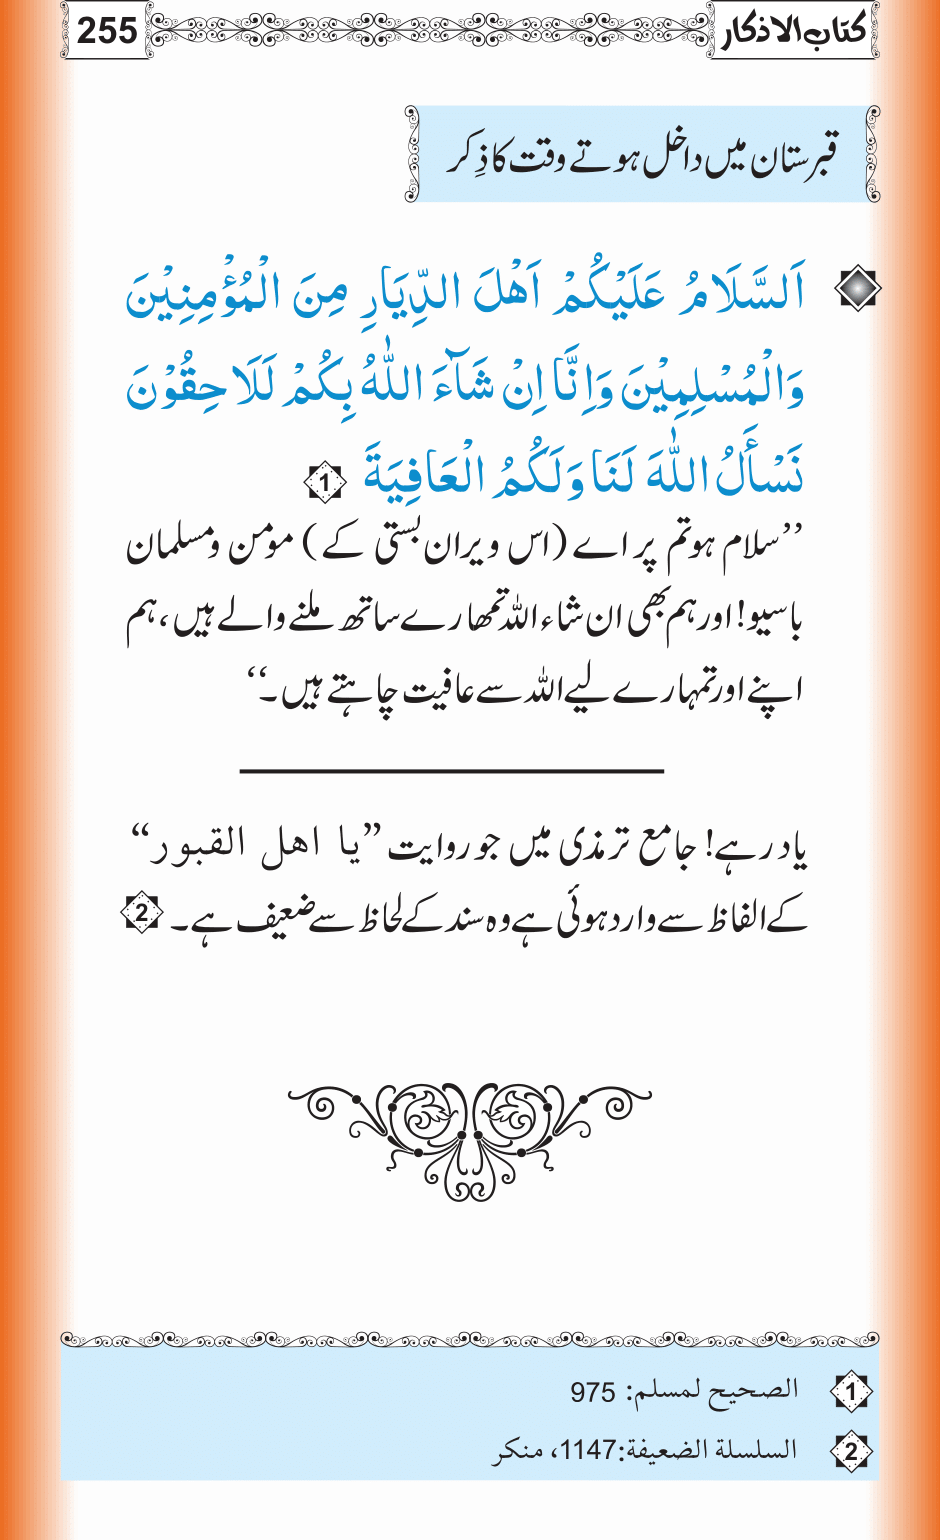 كتاب الاذكار 255
قبرستان میں داخل ہوتے وقت کا ذِکر
اَلسَّلَامُ عَلَيْكُمْ اَهْلَ الدِّيَارِ مِنَ الْمُؤْمِنِيْنَ
وَالْمُسْلِمِيْنَ وَاِنَّا اِنْ شَآءَ اللّٰهُ بِكُمْ لَلَاحِقُوْنَ
نَسْأَلُ اللّٰهَ لَنَا وَلَكُمُ الْعَافِيَةَ 1
’’سلام ہو تم پر اے (اس ویران بستی کے) مومن و مسلمان
باسیو! اور ہم بھی ان شاء اللہ تمھارے ساتھ ملنے والے ہیں، ہم
اپنے اور تمہارے لیے اللہ سے عافیت چاہتے ہیں۔‘‘
یاد رہے! جامع ترمذی میں جو روایت ”يا اهل القبور“
کے الفاظ سے وارد ہوئی ہے وہ سند کے لحاظ سے ضعیف ہے۔ 2
1 الصحيح لمسلم: 975
2 السلسلة الضعيفة:1147، منكر